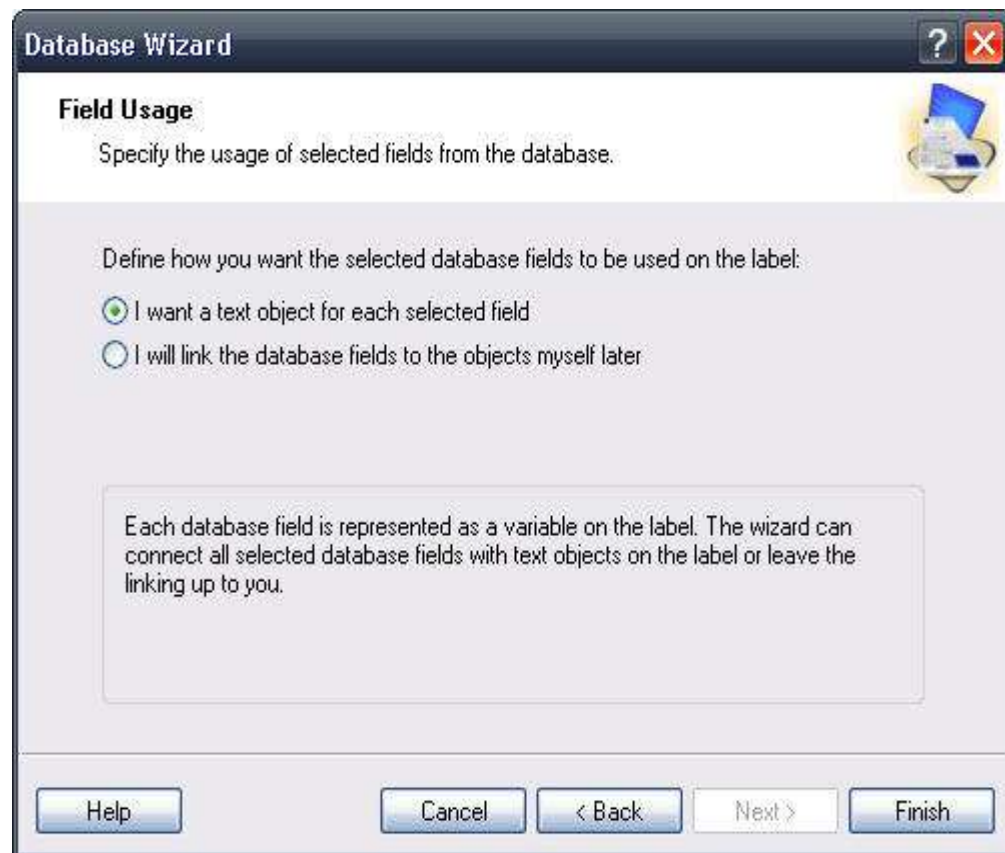 Database Wizard
?
Field Usage
Specify the usage of selected fields from the database.
Define how you want the selected database fields to be used on the label:
I want a text object for each selected field
I will link the database fields to the objects myself later
Each database field is represented as a variable on the label. The wizard can
connect all selected database fields with text objects on the label or leave the
linking up to you.
Help
Cancel
< Back
Next >
Finish